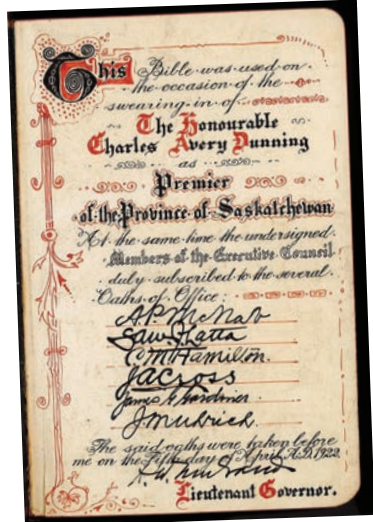 This Bible was used on
the occasion of the
swearing in of
The Honourable
Charles Avery Dunning
as
Premier
of the Province of Saskatchewan
At the same time the undersigned
Members of the Executive Council
duly subscribed to the several
Oaths of Office:
A.P. McNab
S. Latta
C.M. Hamilton.
JACross
James G. Gardiner
The said oaths were taken before
me on the Fifth day of April A.D. 1922
Lieutenant Governor.